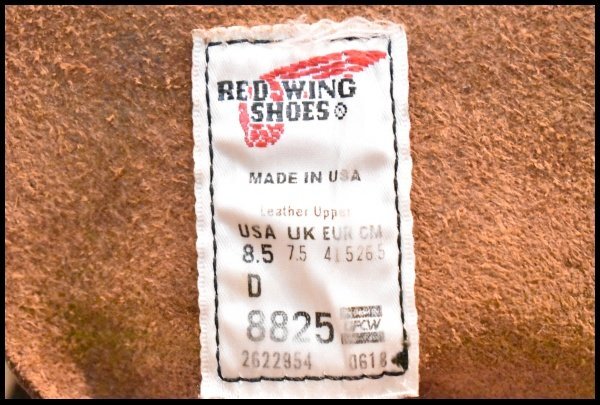 RED WING
SHOES®
MADE IN USA
Leather Upper
USA UK EUR CM
8.5 7.5 41.5 26.5
D
8825 UFCW
2622954 0618